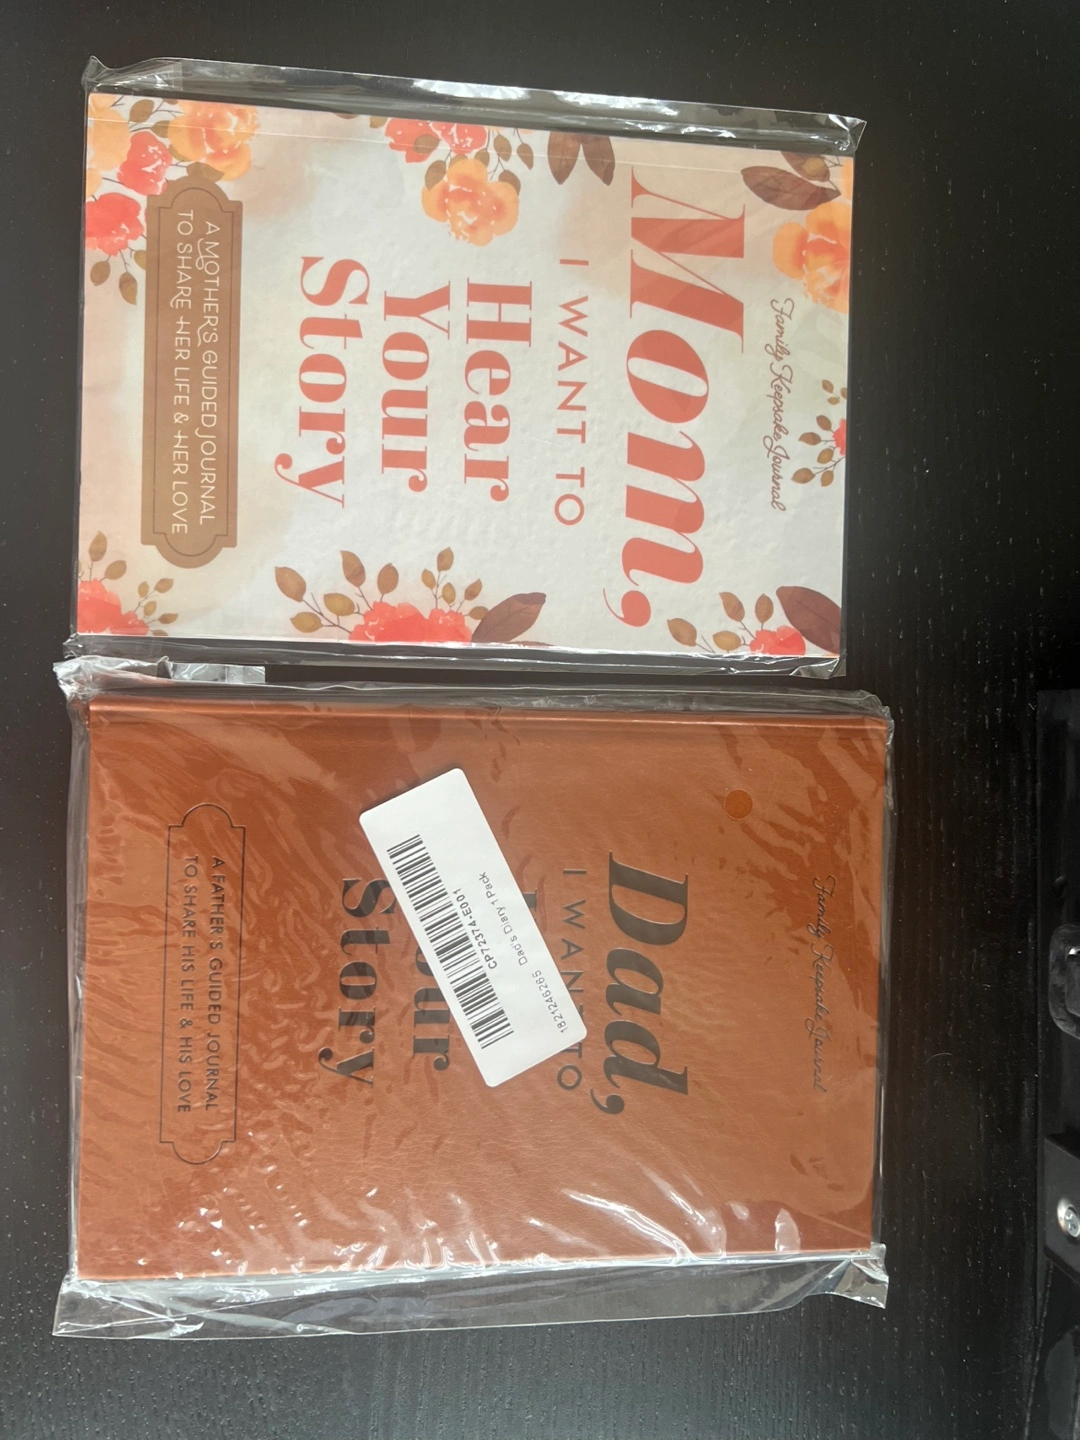 Family Keepsake Journal
Mom,
I WANT TO
Hear
Your
Story
A MOTHER'S GUIDED JOURNAL
TO SHARE HER LIFE & HER LOVE
Family Keepsake Journal
Dad,
I WANT TO
Story
A FATHER'S GUIDED JOURNAL
TO SHARE HIS LIFE & HIS LOVE
CP72374-E001
1821246265 Dad's Diary 1 Pack